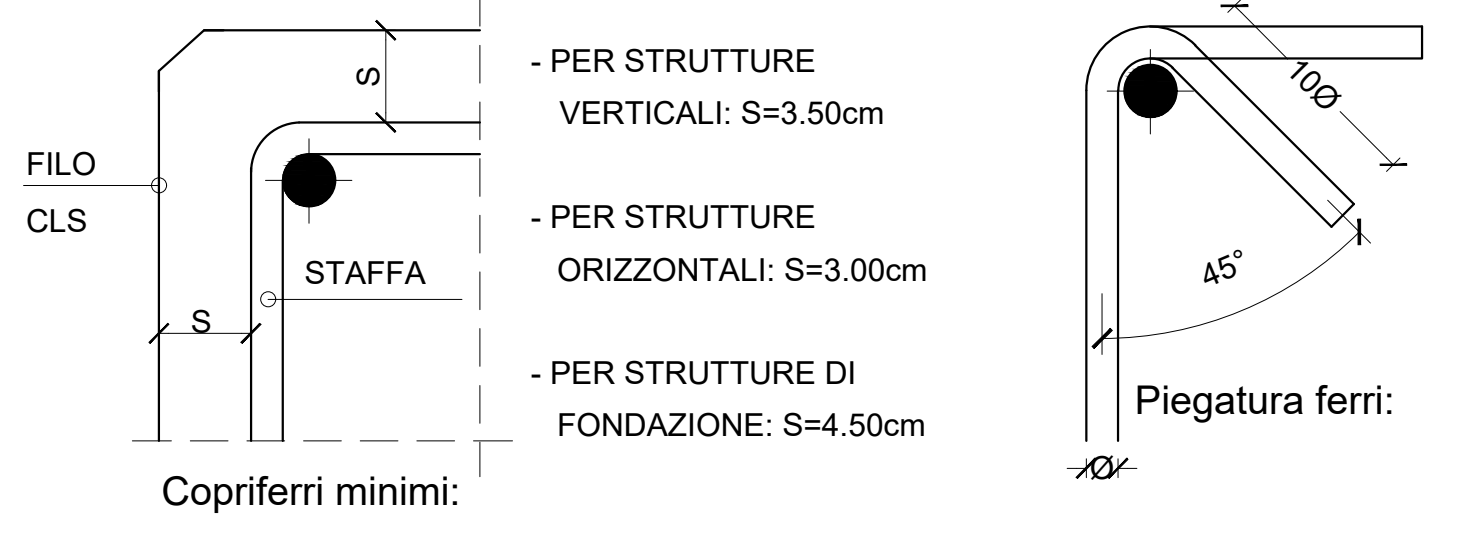 S
FILO
CLS
STAFFA
S
Copriferri minimi:
- PER STRUTTURE
VERTICALI: S=3.50cm
- PER STRUTTURE
ORIZZONTALI: S=3.00cm
- PER STRUTTURE DI
FONDAZIONE: S=4.50cm
10Ø
45°
Piegatura ferri:
Ø